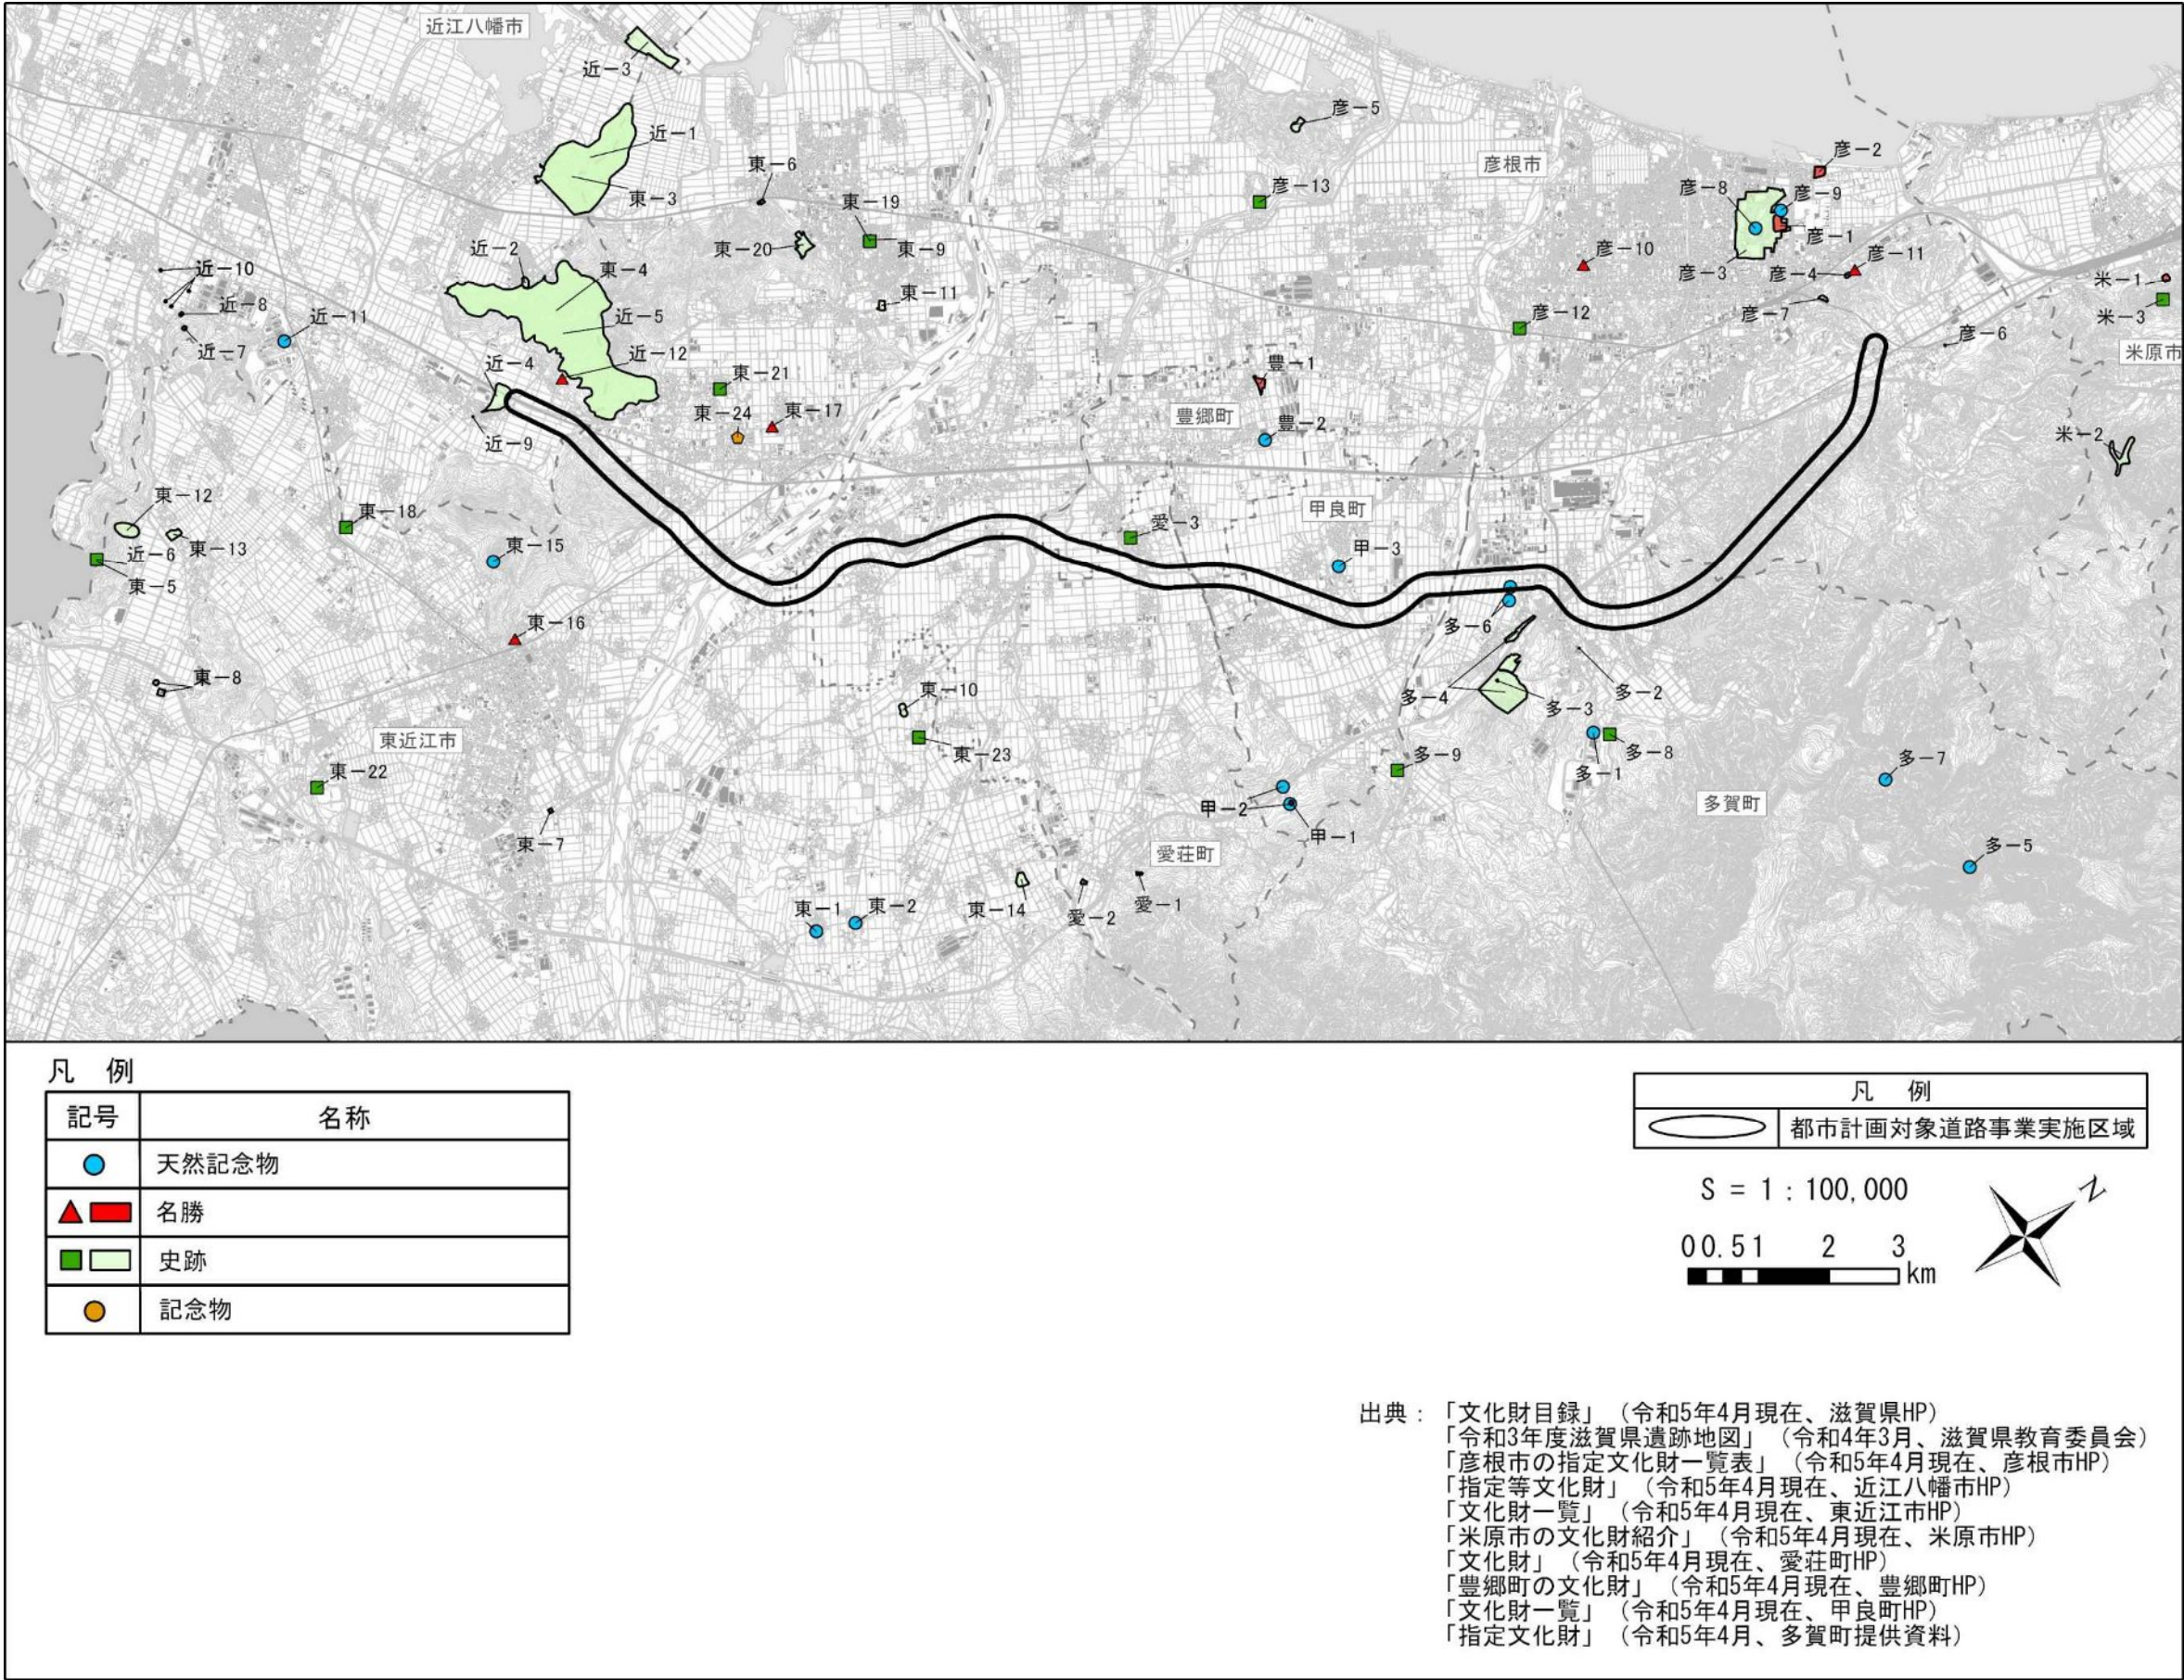 近江八幡市
近－3
近－1
彦－5
東－6
彦根市
彦－2
東－3
彦－13
彦－8
彦－9
東－19
近－2
東－4
東－20
東－9
彦－10
彦－1
近－10
彦－3
彦－4
彦－11
米－1
近－8
近－11
近－5
東－11
彦－7
彦－12
米－3
近－7
近－4
近－12
彦－6
米原市
豊－1
東－21
東－24
東－17
豊郷町
豊－2
近－9
米－2
東－12
東－18
甲良町
愛－3
近－6
東－13
東－15
甲－3
東－5
東－16
多－6
東－8
東－10
多－4
多－3
多－2
東近江市
東－23
多－9
多－8
東－22
多－1
多－7
甲－2
多賀町
東－7
甲－1
愛荘町
多－5
東－1
東－2
東－14
愛－2
愛－1
凡　例
記号　名称
天然記念物
名勝
史跡
記念物
凡　例
都市計画対象道路事業実施区域
S = 1 : 100,000
N
0 0.5 1 2 3
km
出典：「文化財目録」（令和5年4月現在、滋賀県HP）
「令和3年度滋賀県遺跡地図」（令和4年3月、滋賀県教育委員会）
「彦根市の指定文化財一覧表」（令和5年4月現在、彦根市HP）
「指定等文化財」（令和5年4月現在、近江八幡市HP）
「文化財一覧」（令和5年4月現在、東近江市HP）
「米原市の文化財紹介」（令和5年4月現在、米原市HP）
「文化財」（令和5年4月現在、愛荘町HP）
「豊郷町の文化財」（令和5年4月現在、豊郷町HP）
「文化財一覧」（令和5年4月現在、甲良町HP）
「指定文化財」（令和5年4月、多賀町提供資料）